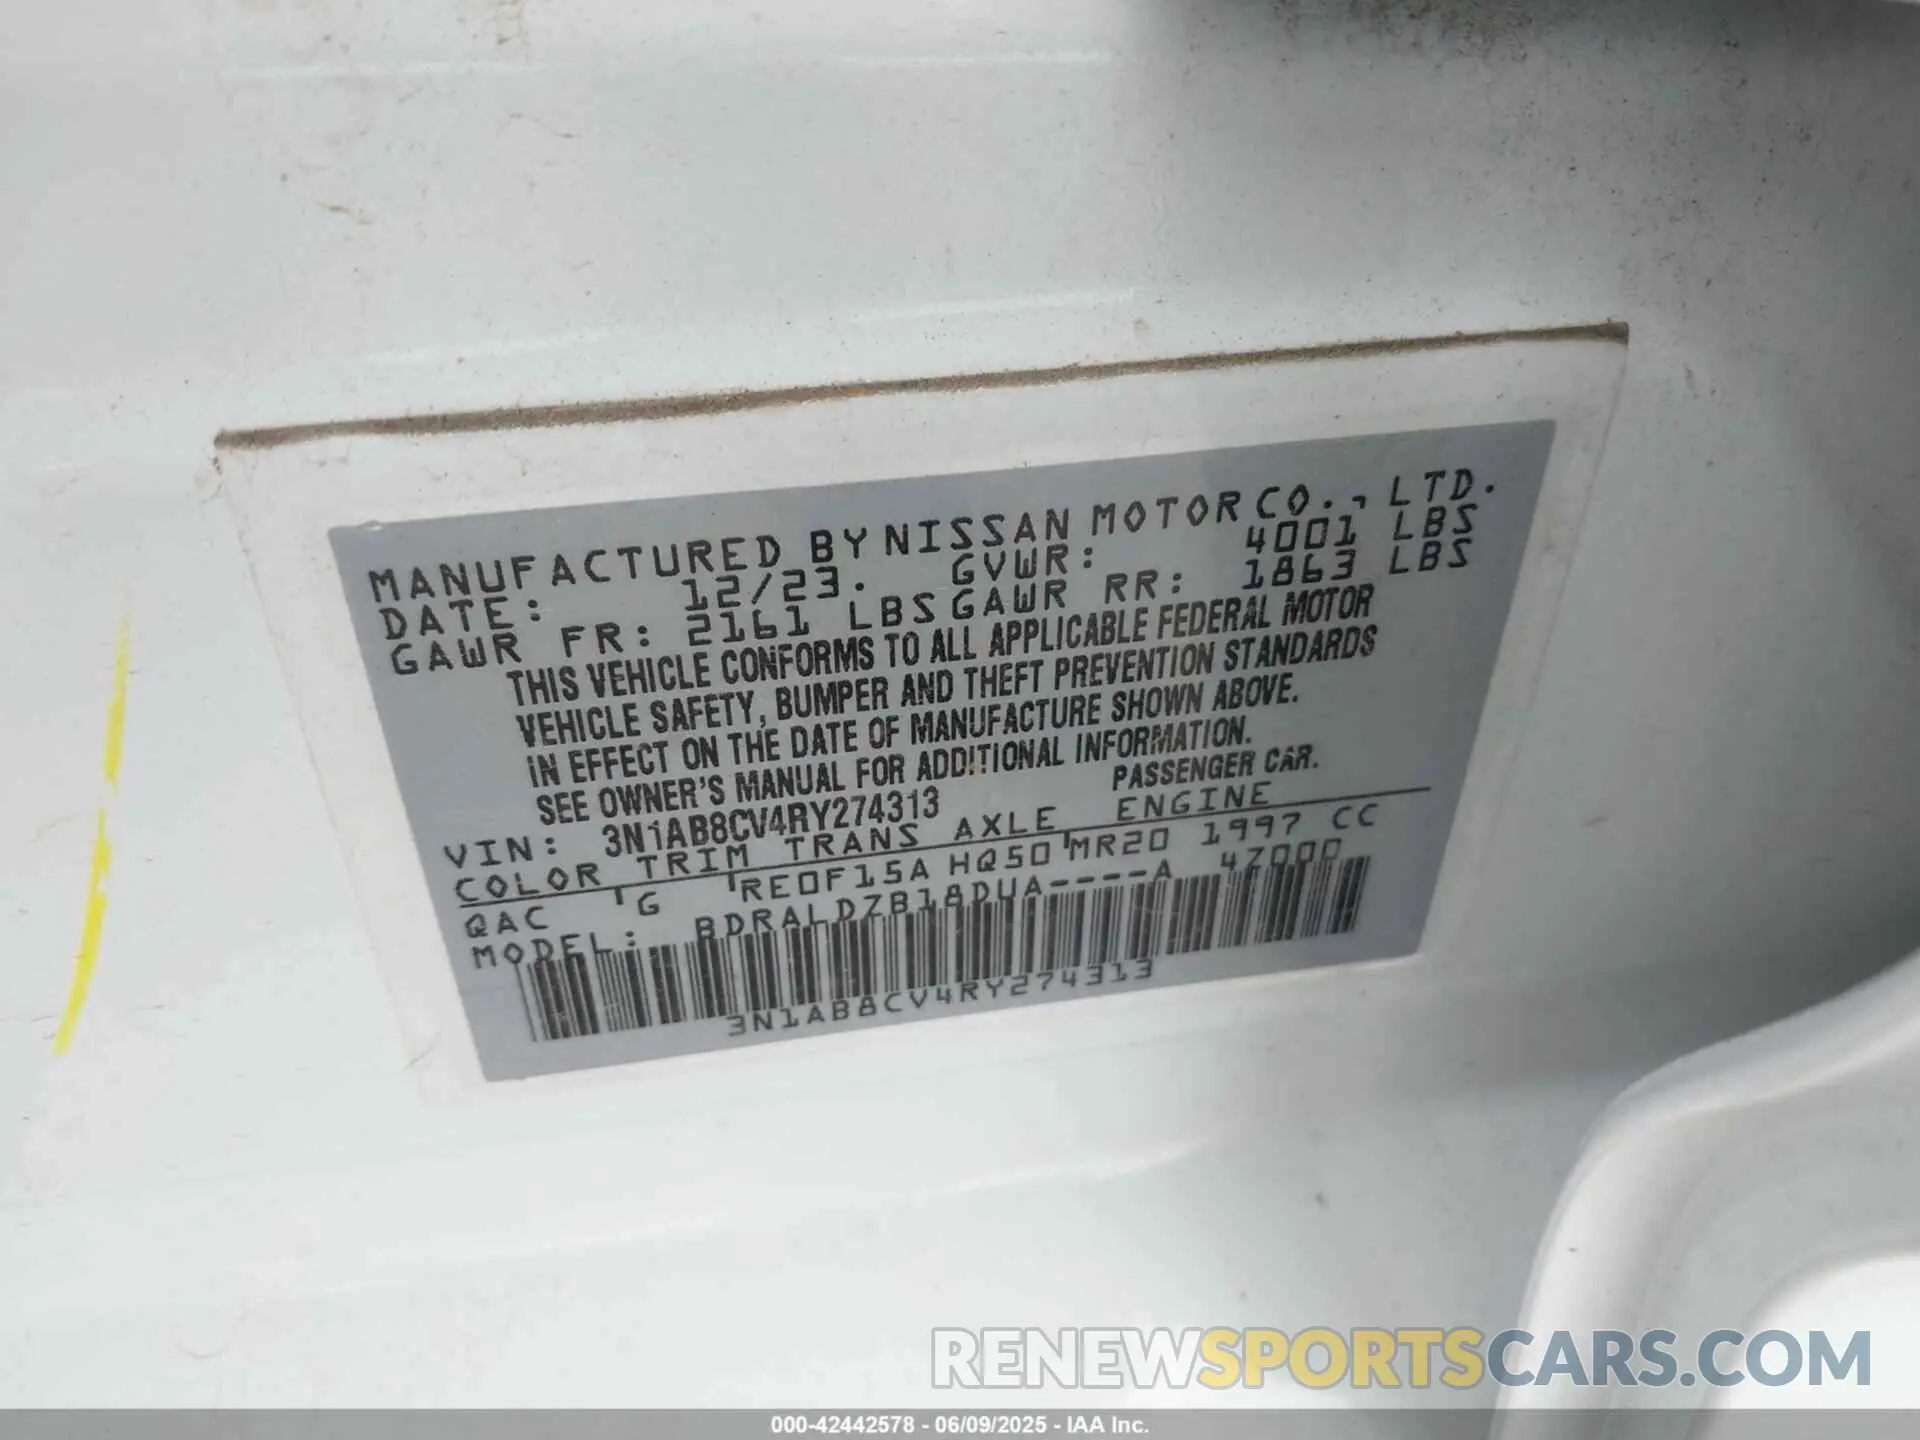 MANUFACTURED BY NISSAN MOTOR CO., LTD.
DATE: 12/23. GVWR: 4001 LBS
GAWR FR: 2161 LBS GAWR RR: 1863 LBS
THIS VEHICLE CONFORMS TO ALL APPLICABLE FEDERAL MOTOR
VEHICLE SAFETY, BUMPER AND THEFT PREVENTION STANDARDS
IN EFFECT ON THE DATE OF MANUFACTURE SHOWN ABOVE.
SEE OWNER'S MANUAL FOR ADDITIONAL INFORMATION.
VIN: 3N1AB8CV4RY274313 PASSENGER CAR.
COLOR TRIM TRANS AXLE ENGINE
QAC G RE0F15A HQ50 MR20 1997 CC
MODEL: BDRALDZB18DUA----A 47000
3N1AB8CV4RY274313
RENEWSPORTSCARS.COM
000-42442578 - 06/09/2025 - IAA Inc.